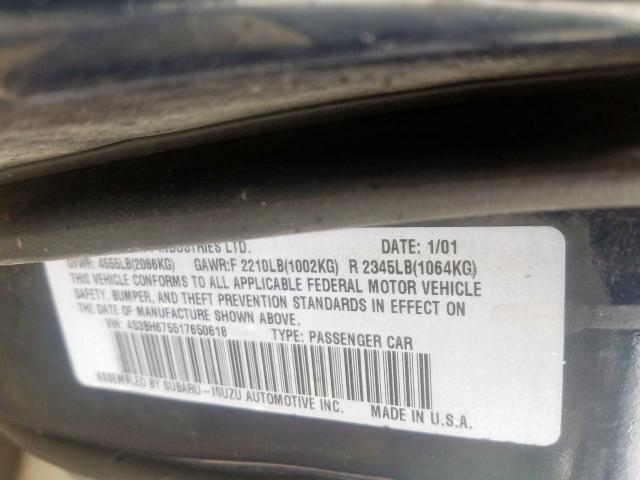 INDUSTRIES LTD. DATE: 1/01
GVWR: 4555LB(2066KG) GAWR:F 2210LB(1002KG) R 2345LB(1064KG)
THIS VEHICLE CONFORMS TO ALL APPLICABLE FEDERAL MOTOR VEHICLE
SAFETY, BUMPER, AND THEFT PREVENTION STANDARDS IN EFFECT ON
THE DATE OF MANUFACTURE SHOWN ABOVE.
VIN: 4S3BH675517650618 TYPE: PASSENGER CAR
ASSEMBLED BY SUBARU-ISUZU AUTOMOTIVE INC. MADE IN U.S.A.